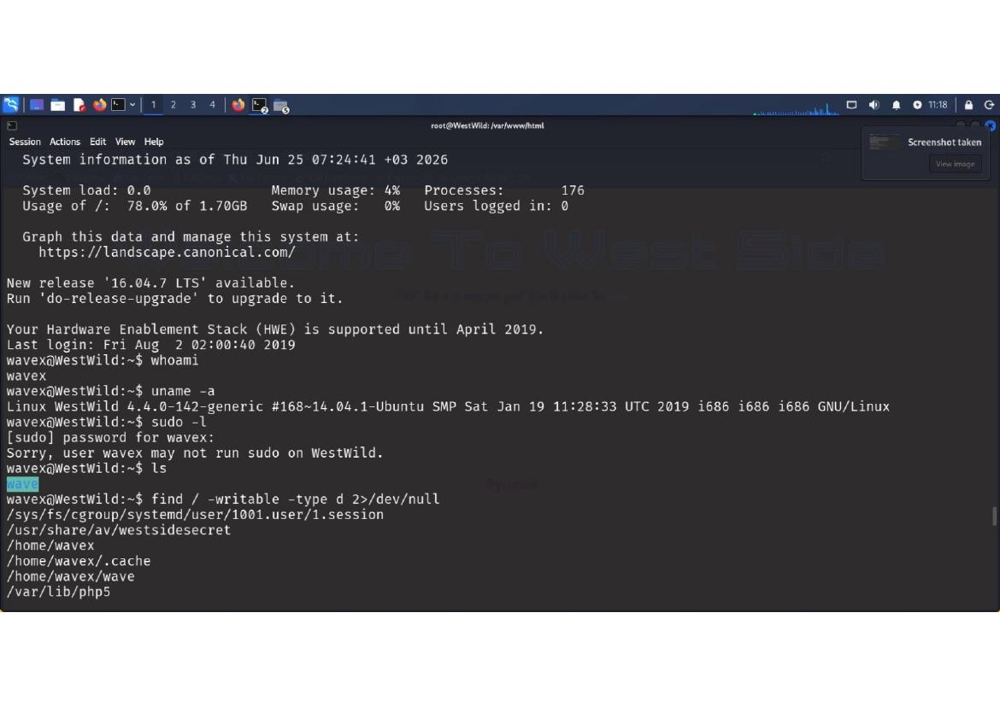 1 2 3 4
11:18
root@WestWild: /var/www/html
Session Actions Edit View Help
Screenshot taken
View image
System information as of Thu Jun 25 07:24:41 +03 2026
System load: 0.0 Memory usage: 4% Processes: 176
Usage of /: 78.0% of 1.70GB Swap usage: 0% Users logged in: 0
Graph this data and manage this system at:
https://landscape.canonical.com/
Welcome To West Side
New release '16.04.7 LTS' available.
Run 'do-release-upgrade' to upgrade to it.
Your Hardware Enablement Stack (HWE) is supported until April 2019.
Last login: Fri Aug  2 02:00:40 2019
wavex@WestWild:~$ whoami
wavex
wavex@WestWild:~$ uname -a
Linux WestWild 4.4.0-142-generic #168~14.04.1-Ubuntu SMP Sat Jan 19 11:28:33 UTC 2019 i686 i686 i686 GNU/Linux
wavex@WestWild:~$ sudo -l
[sudo] password for wavex:
Sorry, user wavex may not run sudo on WestWild.
wavex@WestWild:~$ ls
wave
wavex@WestWild:~$ find / -writable -type d 2>/dev/null
/sys/fs/cgroup/systemd/user/1001.user/1.session
/usr/share/av/westsidesecret
/home/wavex
/home/wavex/.cache
/home/wavex/wave
/var/lib/php5